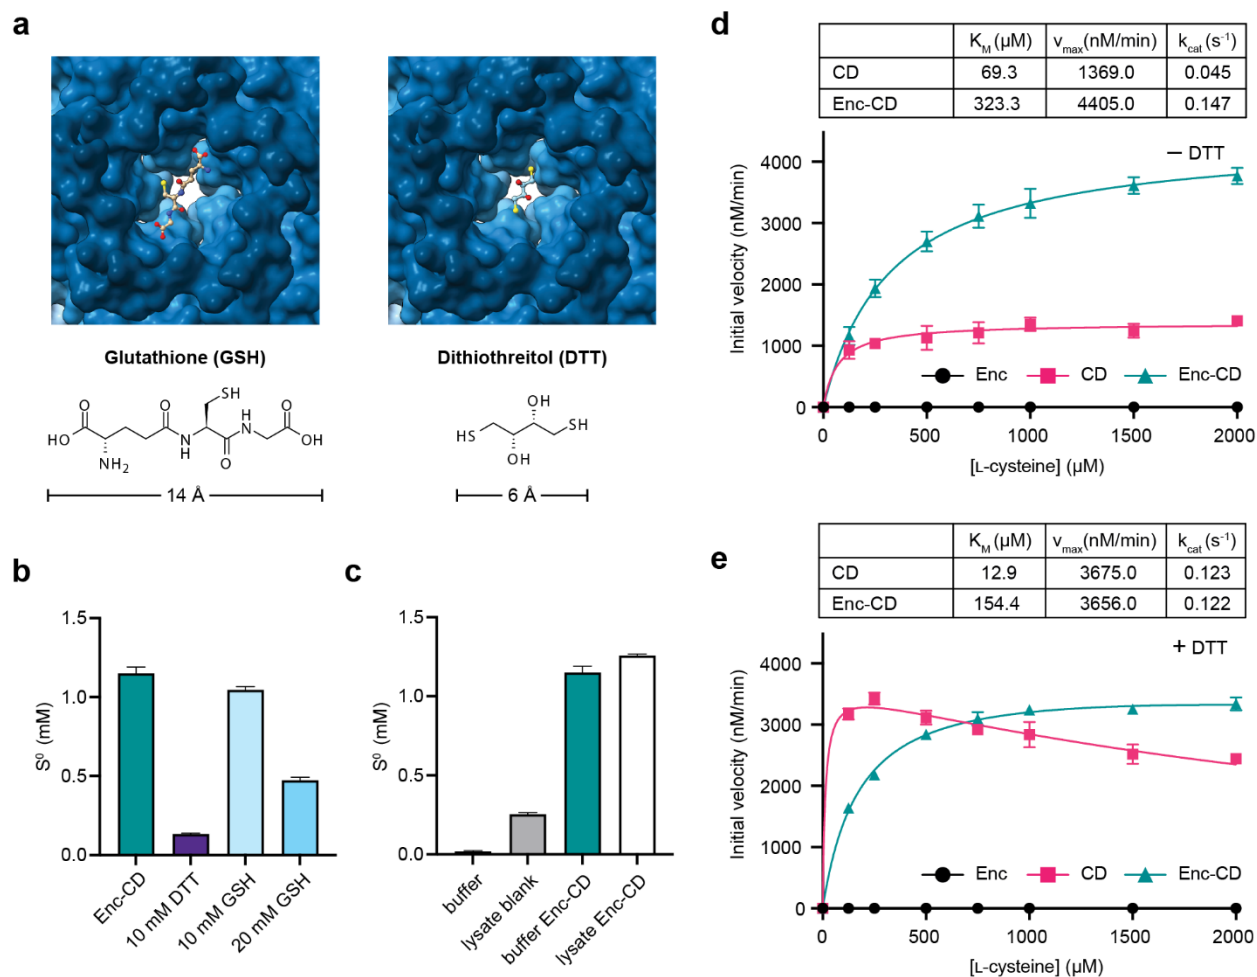 a
Glutathione (GSH)
Dithiothreitol (DTT)
O
HO
NH₂
O
N
H
SH
H
N
O
O
OH
14 Å
OH
HS
SH
OH
6 Å
b
S⁰ (mM)
1.5
1.0
0.5
0.0
Enc-CD
10 mM DTT
10 mM GSH
20 mM GSH
c
S⁰ (mM)
1.5
1.0
0.5
0.0
buffer
lysate blank
buffer Enc-CD
lysate Enc-CD
d
K_M (µM) v_max(nM/min) k_cat (s⁻¹)
CD 69.3 1369.0 0.045
Enc-CD 323.3 4405.0 0.147
– DTT
Initial velocity (nM/min)
4000
3000
2000
1000
0
Enc CD Enc-CD
0 500 1000 1500 2000
[L-cysteine] (µM)
e
K_M (µM) v_max(nM/min) k_cat (s⁻¹)
CD 12.9 3675.0 0.123
Enc-CD 154.4 3656.0 0.122
+ DTT
Initial velocity (nM/min)
4000
3000
2000
1000
0
Enc CD Enc-CD
0 500 1000 1500 2000
[L-cysteine] (µM)